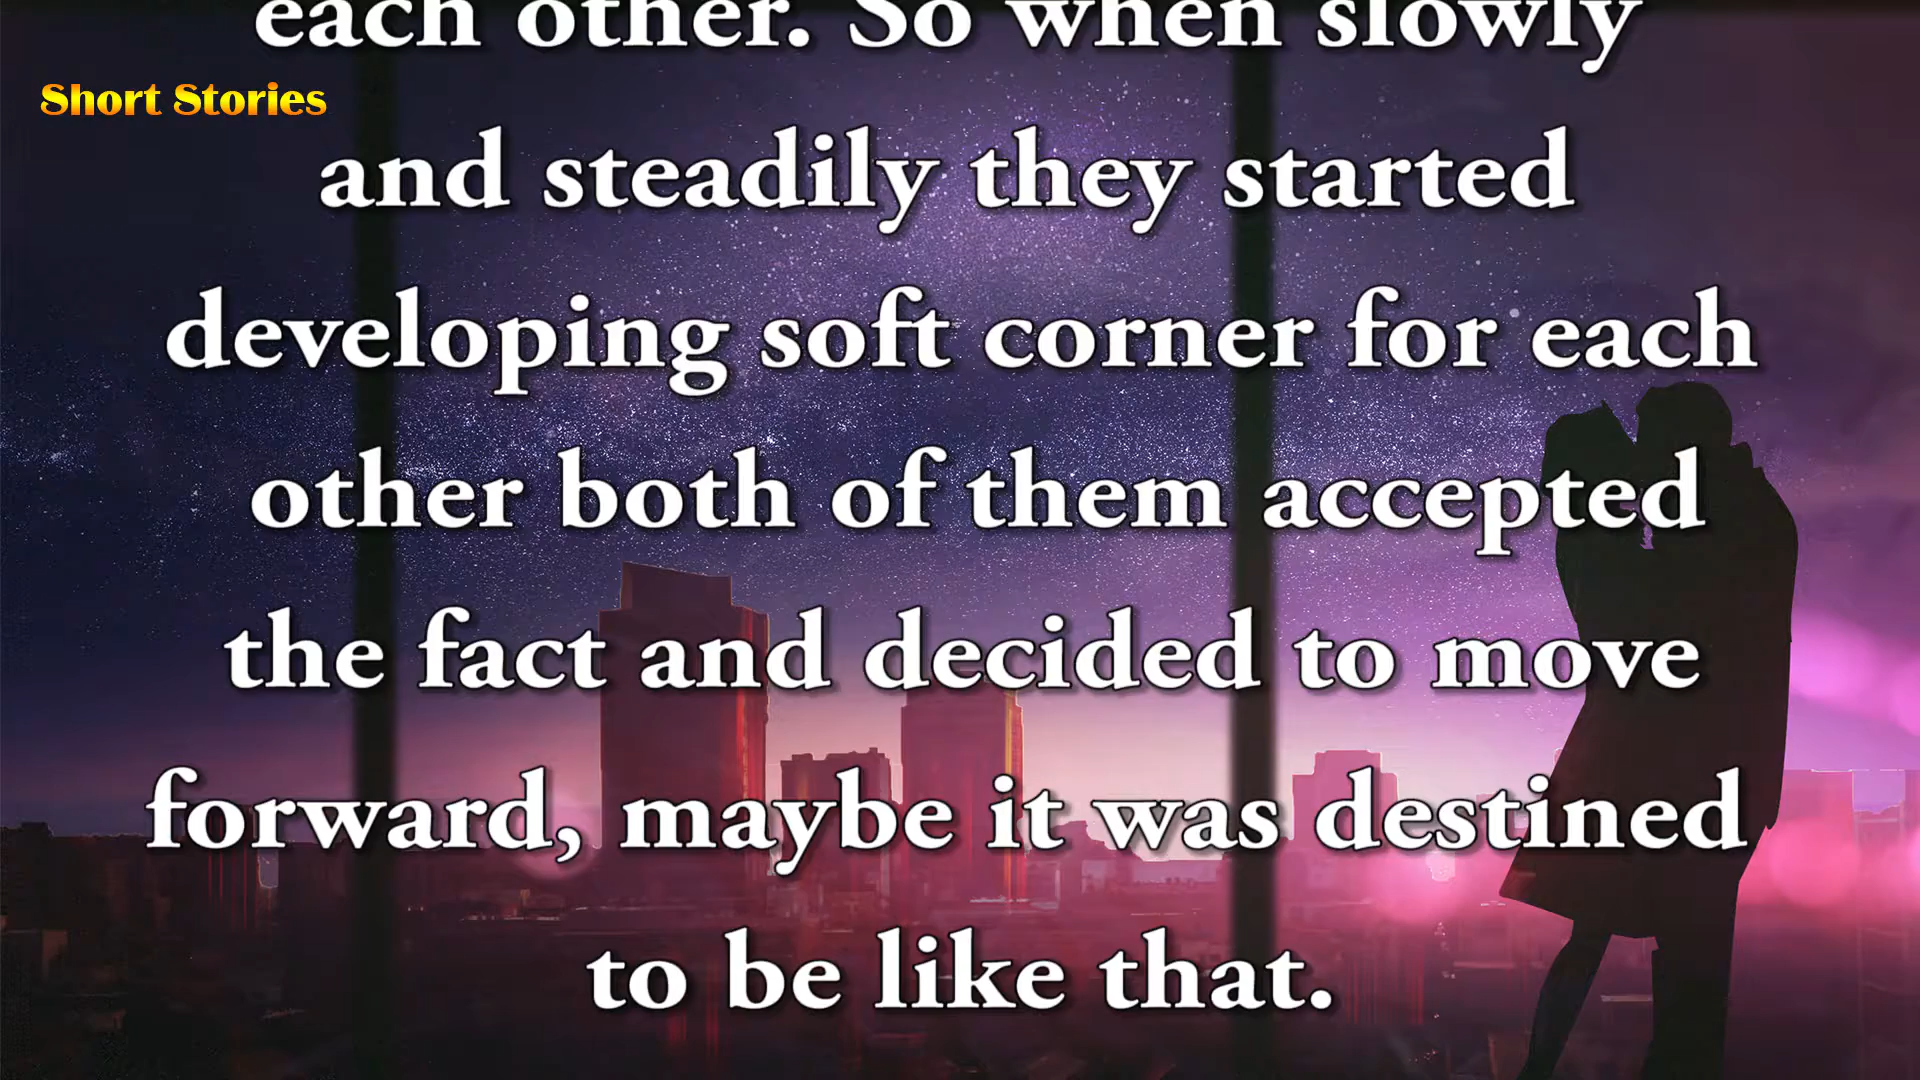 each other. So when slowly
Short Stories
and steadily they started
developing soft corner for each
other both of them accepted
the fact and decided to move
forward, maybe it was destined
to be like that.